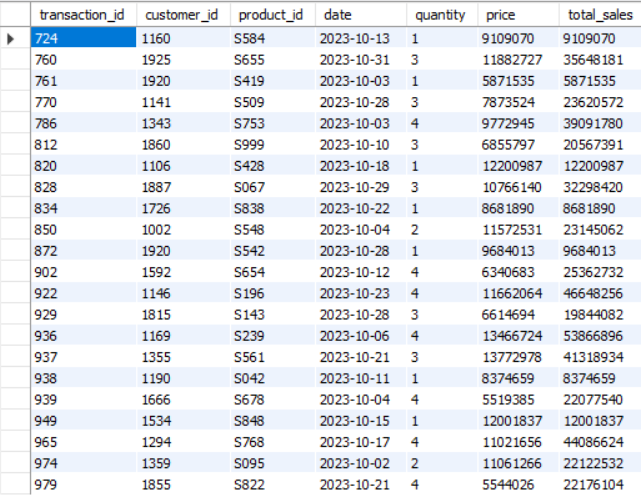 transaction_id customer_id product_id date quantity price total_sales
724 1160 S584 2023-10-13 1 9109070 9109070
760 1925 S655 2023-10-31 3 11882727 35648181
761 1920 S419 2023-10-03 1 5871535 5871535
770 1141 S509 2023-10-28 3 7873524 23620572
786 1343 S753 2023-10-03 4 9772945 39091780
812 1860 S999 2023-10-10 3 6855797 20567391
820 1106 S428 2023-10-18 1 12200987 12200987
828 1887 S067 2023-10-29 3 10766140 32298420
834 1726 S838 2023-10-22 1 8681890 8681890
850 1002 S548 2023-10-04 2 11572531 23145062
872 1920 S542 2023-10-28 1 9684013 9684013
902 1592 S654 2023-10-12 4 6340683 25362732
922 1146 S196 2023-10-23 4 11662064 46648256
929 1815 S143 2023-10-28 3 6614694 19844082
936 1169 S239 2023-10-06 4 13466724 53866896
937 1355 S561 2023-10-21 3 13772978 41318934
938 1190 S042 2023-10-11 1 8374659 8374659
939 1666 S678 2023-10-04 4 5519385 22077540
949 1534 S848 2023-10-15 1 12001837 12001837
965 1294 S768 2023-10-17 4 11021656 44086624
974 1359 S095 2023-10-02 2 11061266 22122532
979 1855 S822 2023-10-21 4 5544026 22176104